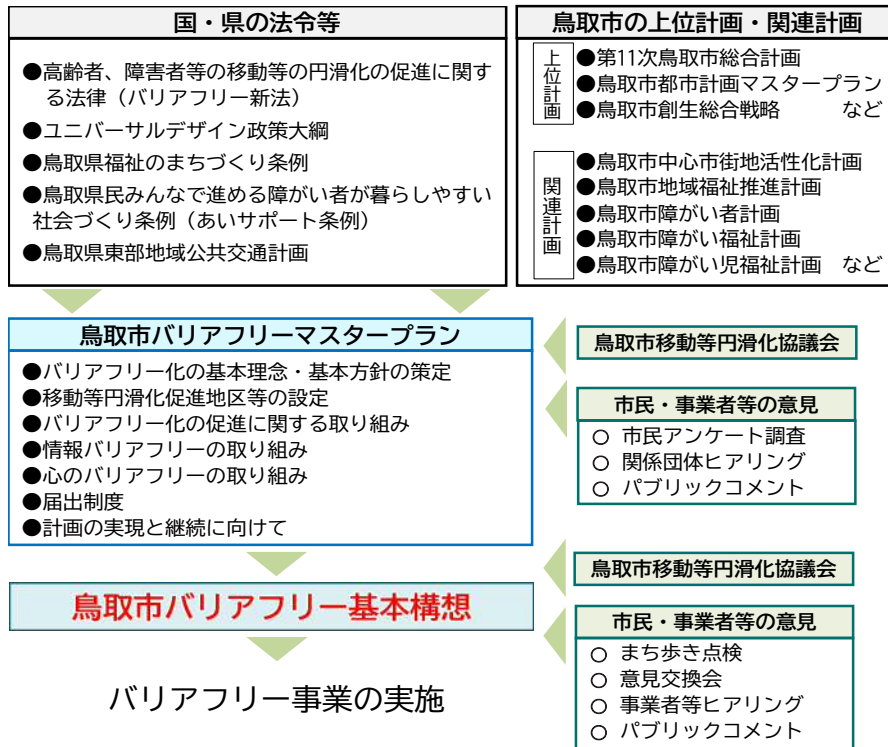 国・県の法令等
●高齢者、障害者等の移動等の円滑化の促進に関す
る法律（バリアフリー新法）
●ユニバーサルデザイン政策大綱
●鳥取県福祉のまちづくり条例
●鳥取県民みんなで進める障がい者が暮らしやすい
社会づくり条例（あいサポート条例）
●鳥取県東部地域公共交通計画
鳥取市の上位計画・関連計画
上位計画
●第11次鳥取市総合計画
●鳥取市都市計画マスタープラン
●鳥取市創生総合戦略 など
関連計画
●鳥取市中心市街地活性化計画
●鳥取市地域福祉推進計画
●鳥取市障がい者計画
●鳥取市障がい福祉計画
●鳥取市障がい児福祉計画 など
鳥取市バリアフリーマスタープラン
●バリアフリー化の基本理念・基本方針の策定
●移動等円滑化促進地区等の設定
●バリアフリー化の促進に関する取り組み
●情報バリアフリーの取り組み
●心のバリアフリーの取り組み
●届出制度
●計画の実現と継続に向けて
鳥取市移動等円滑化協議会
市民・事業者等の意見
○ 市民アンケート調査
○ 関係団体ヒアリング
○ パブリックコメント
鳥取市バリアフリー基本構想
鳥取市移動等円滑化協議会
市民・事業者等の意見
○ まち歩き点検
○ 意見交換会
○ 事業者等ヒアリング
○ パブリックコメント
バリアフリー事業の実施